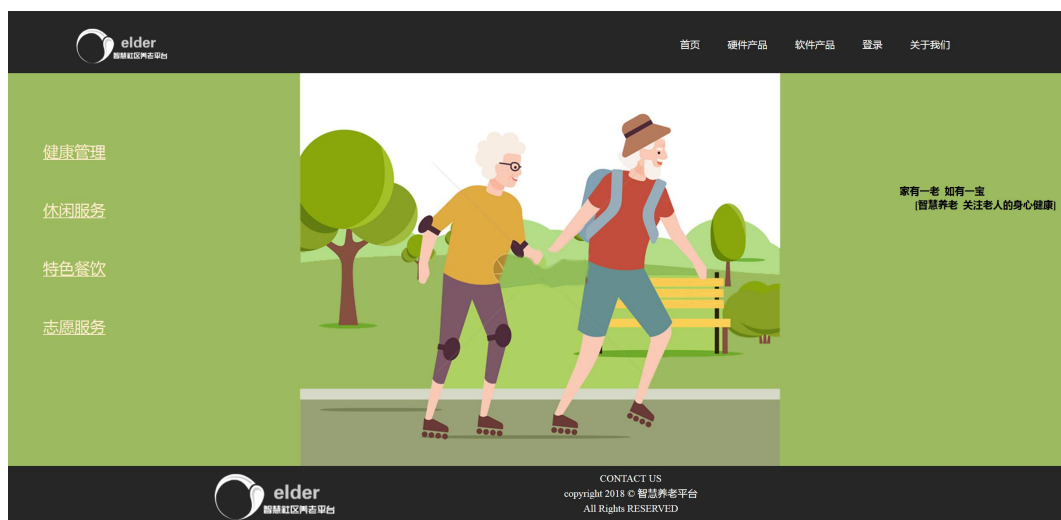 elder
智慧社区养老平台
首页 硬件产品 软件产品 登录 关于我们
健康管理
休闲服务
特色餐饮
志愿服务
家有一老 如有一宝
[智慧养老 关注老人的身心健康]
elder
智慧社区养老平台
CONTACT US
copyright 2018 © 智慧养老平台
All Rights RESERVED